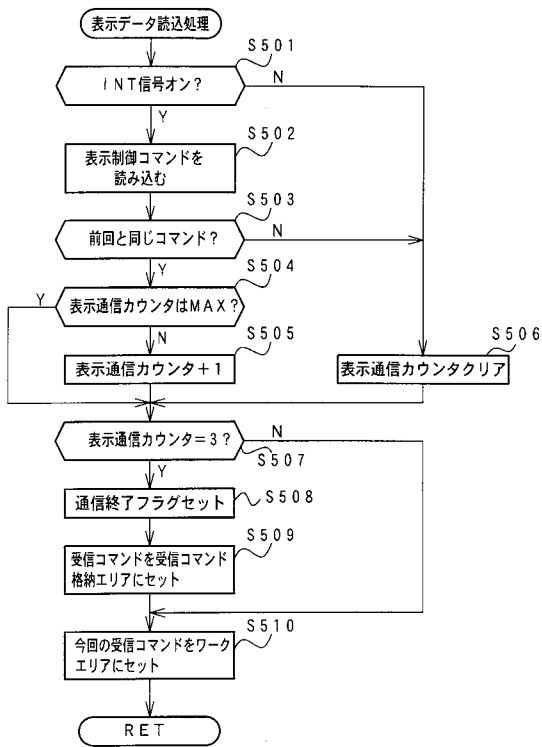 表示データ読込処理
S501
INT信号オン?
N
Y
S502
表示制御コマンドを
読み込む
S503
前回と同じコマンド?
N
Y
S504
Y
表示通信カウンタはMAX?
N
S505
表示通信カウンタ+1
S506
表示通信カウンタクリア
表示通信カウンタ=3?
N
S507
Y
通信終了フラグセット
S508
S509
受信コマンドを受信コマンド
格納エリアにセット
S510
今回の受信コマンドをワーク
エリアにセット
RET